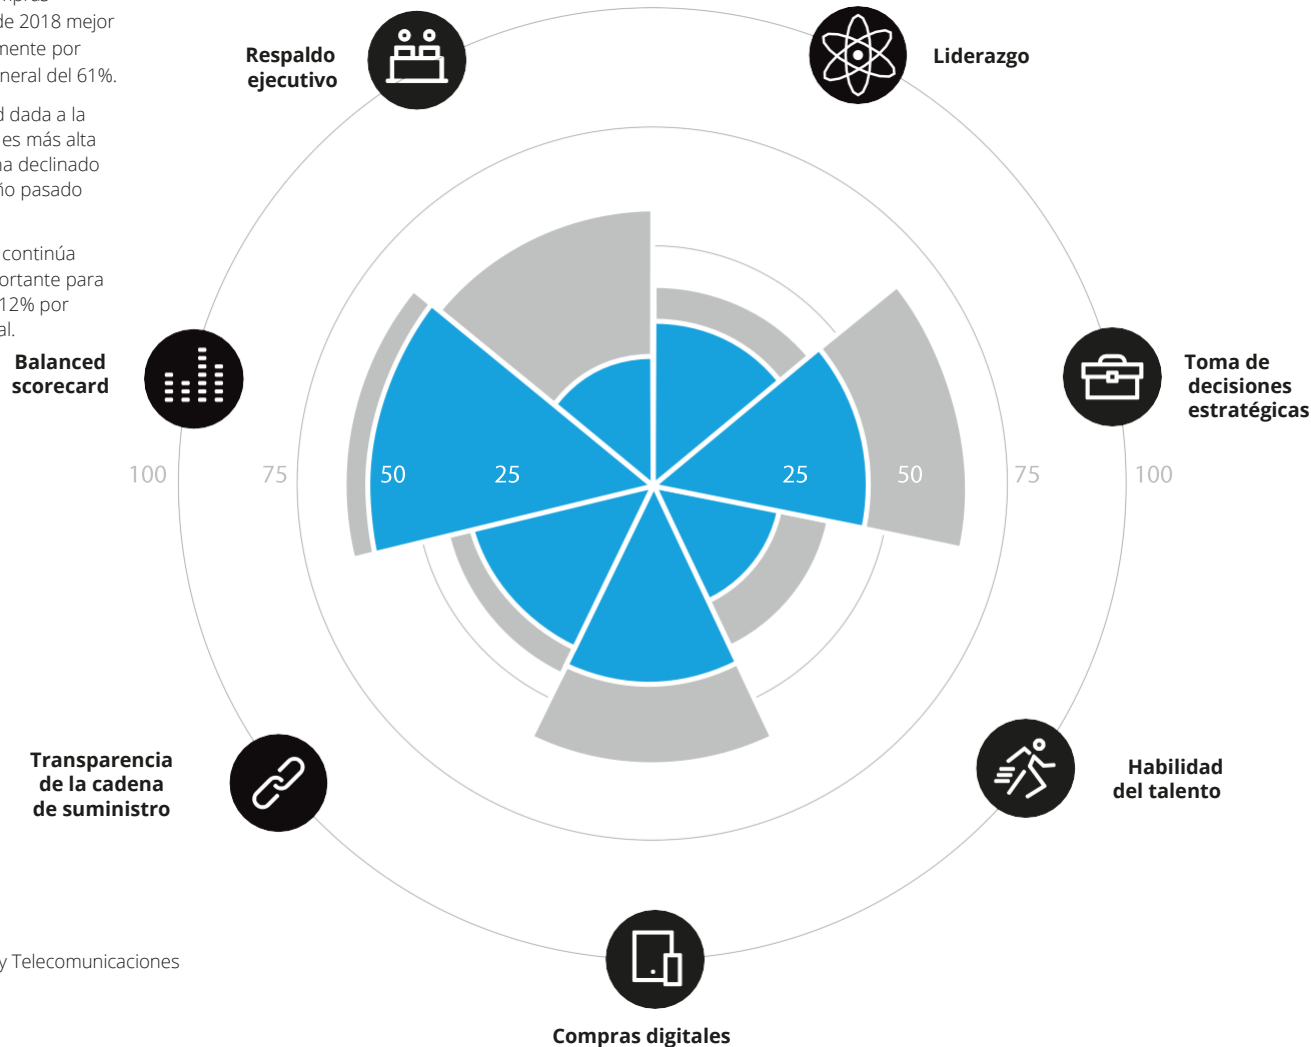 de 2018 mejor
mente por
neral del 61%.
d dada a la
es más alta
na declinado
ño pasado
continúa
ortante para
12% por
al.
Respaldo
ejecutivo
Liderazgo
Balanced
scorecard
Toma de
decisiones
estratégicas
100 75 50 25 25 50 75 100
Transparencia
de la cadena
de suministro
Habilidad
del talento
y Telecomunicaciones
Compras digitales